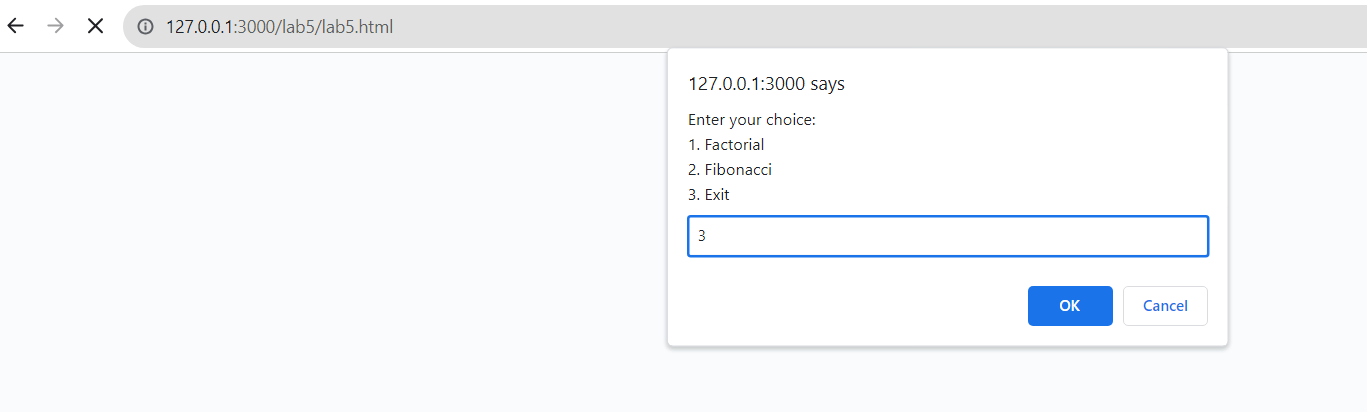 127.0.0.1:3000/lab5/lab5.html
127.0.0.1:3000 says
Enter your choice:
1. Factorial
2. Fibonacci
3. Exit
3
OK Cancel